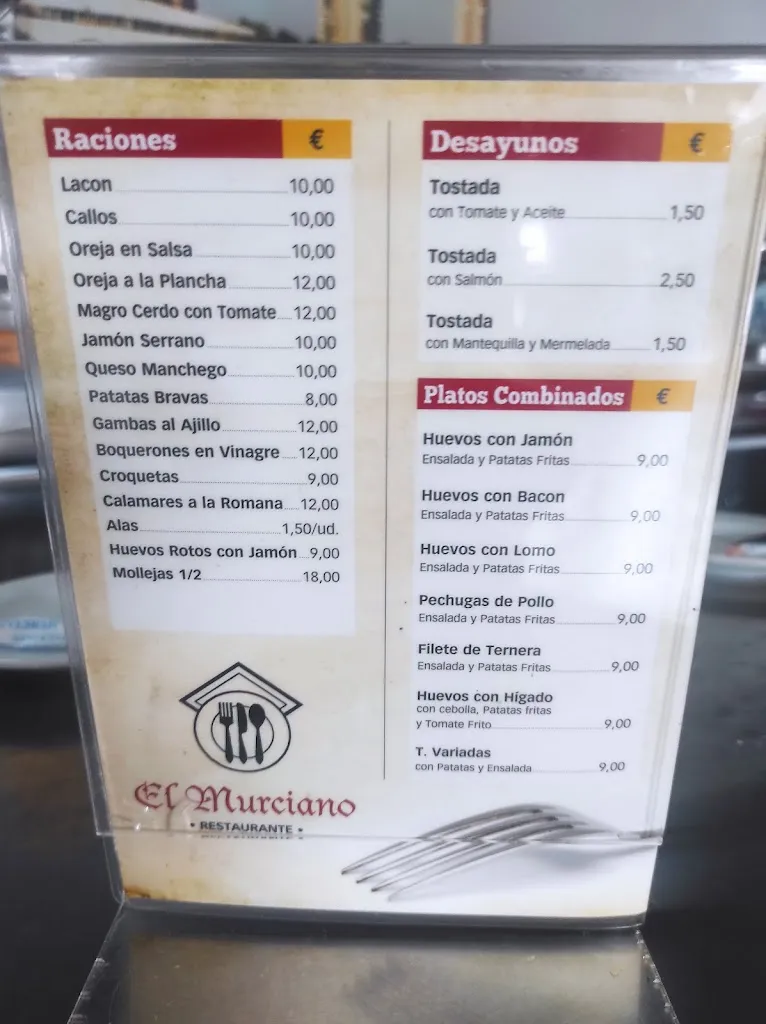 Raciones €
Lacon 10,00
Callos 10,00
Oreja en Salsa 10,00
Oreja a la Plancha 12,00
Magro Cerdo con Tomate 12,00
Jamón Serrano 10,00
Queso Manchego 10,00
Patatas Bravas 8,00
Gambas al Ajillo 12,00
Boquerones en Vinagre 12,00
Croquetas 9,00
Calamares a la Romana 12,00
Alas 1,50/ud.
Huevos Rotos con Jamón 9,00
Mollejas 1/2 18,00
El Murciano
• RESTAURANTE •
Desayunos €
Tostada
con Tomate y Aceite 1,50
Tostada
con Salmón 2,50
Tostada
con Mantequilla y Mermelada 1,50
Platos Combinados €
Huevos con Jamón
Ensalada y Patatas Fritas 9,00
Huevos con Bacon
Ensalada y Patatas Fritas 9,00
Huevos con Lomo
Ensalada y Patatas Fritas 9,00
Pechugas de Pollo
Ensalada y Patatas Fritas 9,00
Filete de Ternera
Ensalada y Patatas Fritas 9,00
Huevos con Hígado
con cebolla, Patatas fritas
y Tomate Frito 9,00
T. Variadas
con Patatas y Ensalada 9,00